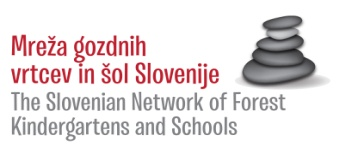 Mreža gozdnih
vrtcev in šol Slovenije
The Slovenian Network of Forest
Kindergartens and Schools